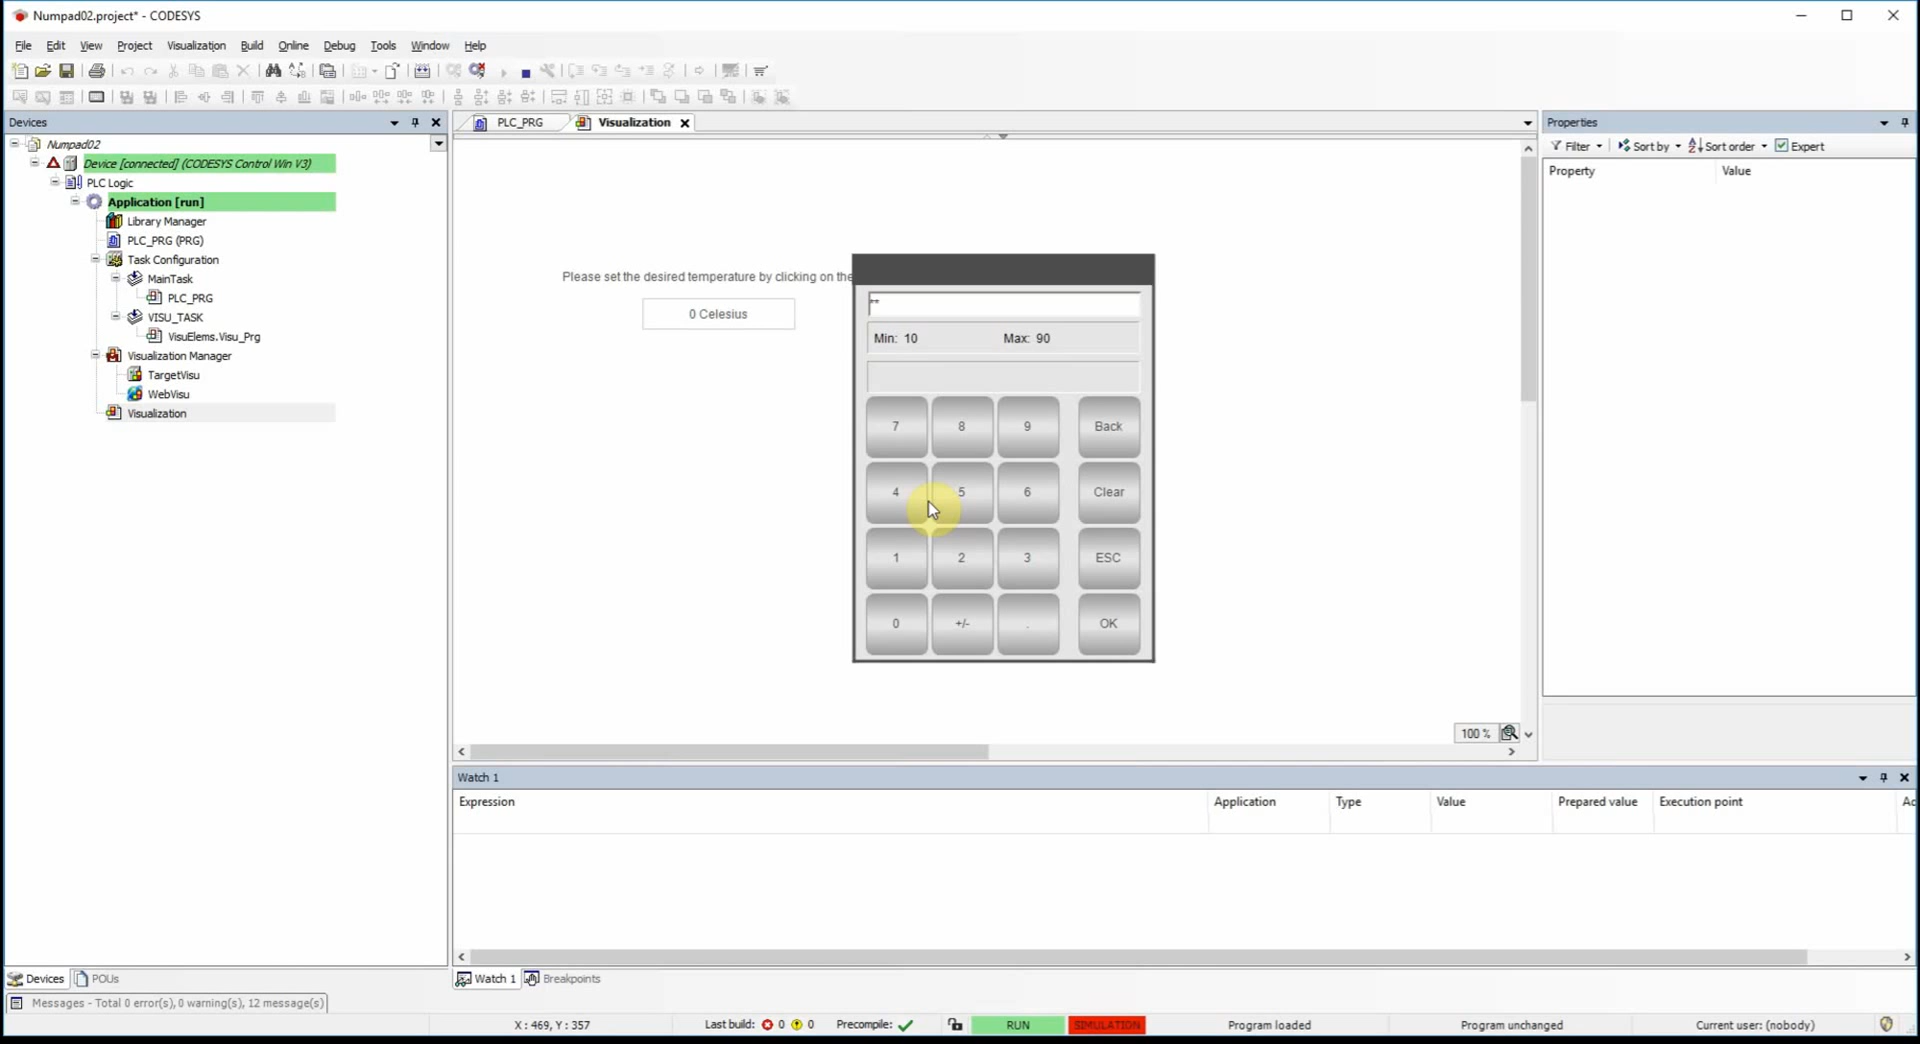 Numpad02.project* - CODESYS
File Edit View Project Visualization Build Online Debug Tools Window Help
Devices
Numpad02
Device [connected] (CODESYS Control Win V3)
PLC Logic
Application [run]
Library Manager
PLC_PRG (PRG)
Task Configuration
MainTask
PLC_PRG
VISU_TASK
VisuElems.Visu_Prg
Visualization Manager
TargetVisu
WebVisu
Visualization
PLC_PRG Visualization
Please set the desired temperature by clicking on the
0 Celesius
**
Min: 10 Max: 90
7 8 9 Back
4 5 6 Clear
1 2 3 ESC
0 +/- . OK
100 %
Properties
Filter Sort by Sort order Expert
Property Value
Watch 1
Expression Application Type Value Prepared value Execution point Ac
Devices POUs
Watch 1 Breakpoints
Messages - Total 0 error(s), 0 warning(s), 12 message(s)
X : 469, Y : 357 Last build: 0 0 Precompile: RUN SIMULATION Program loaded Program unchanged Current user: (nobody)